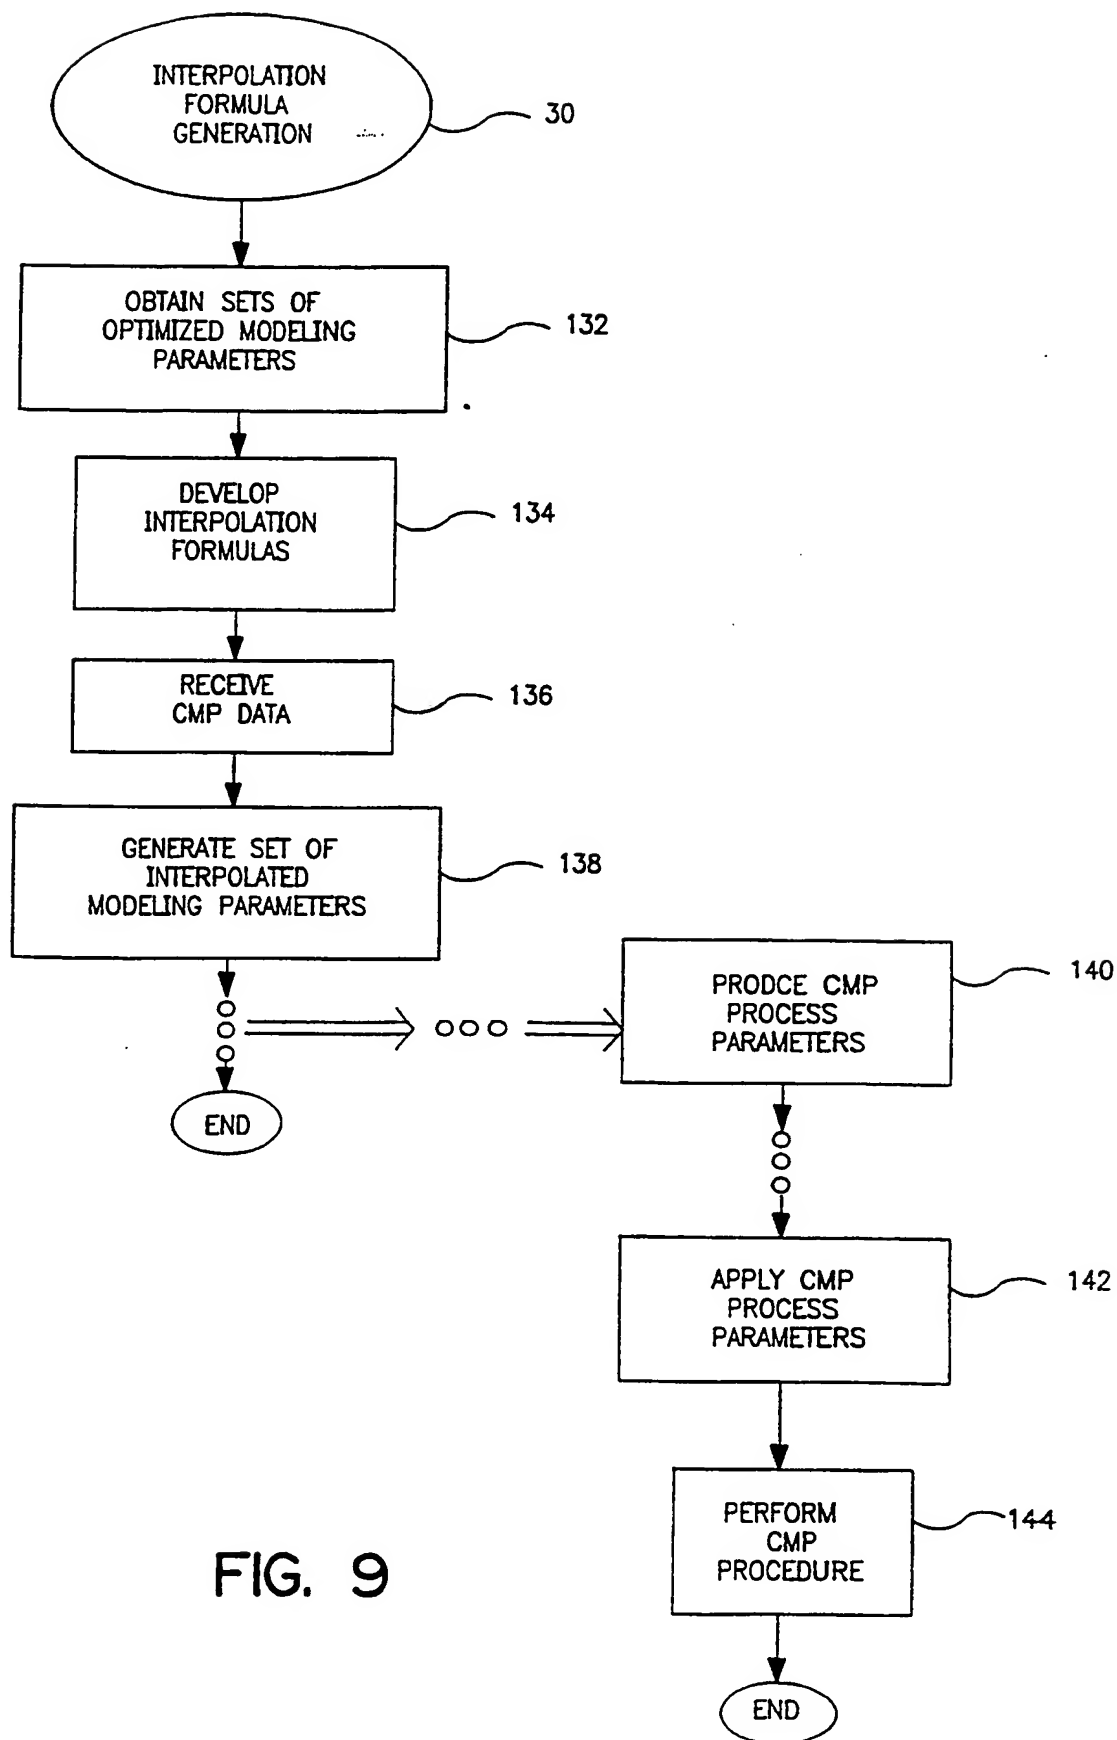 INTERPOLATION
FORMULA
GENERATION
30
OBTAIN SETS OF
OPTIMIZED MODELING
PARAMETERS
132
DEVELOP
INTERPOLATION
FORMULAS
134
RECEIVE
CMP DATA
136
GENERATE SET OF
INTERPOLATED
MODELING PARAMETERS
138
END
PRODCE CMP
PROCESS
PARAMETERS
140
APPLY CMP
PROCESS
PARAMETERS
142
PERFORM
CMP
PROCEDURE
144
END
FIG. 9